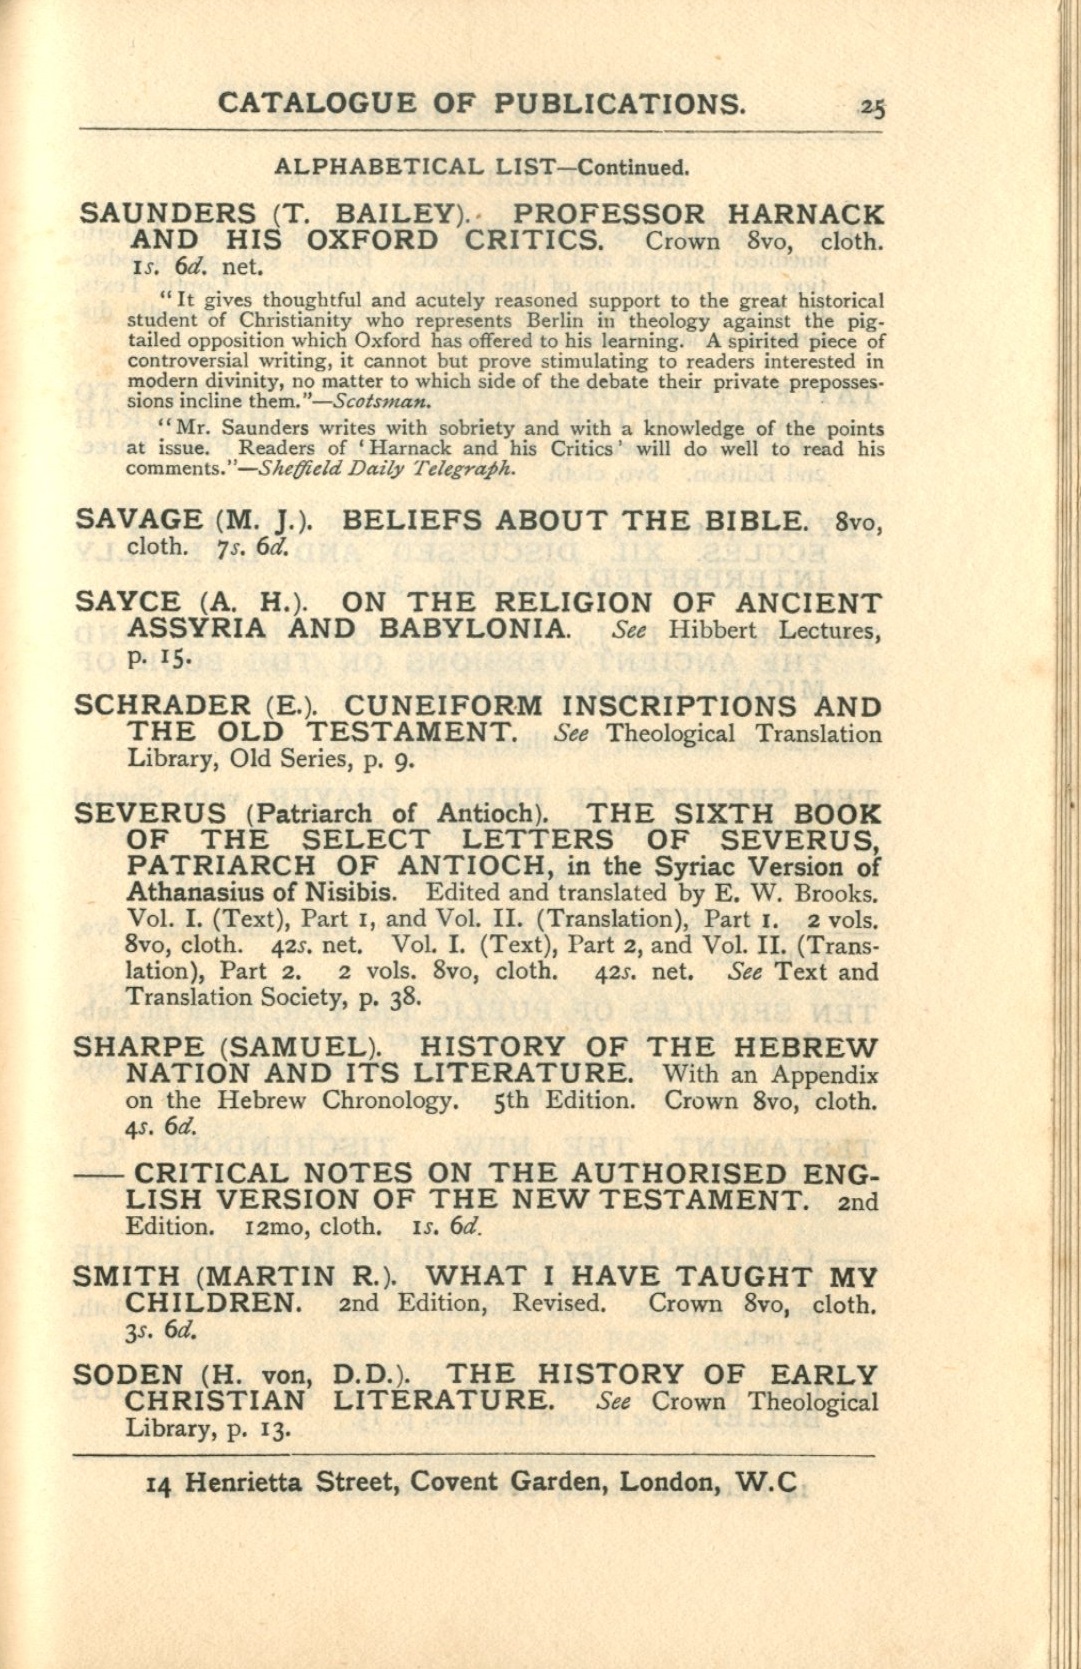 CATALOGUE OF PUBLICATIONS. 25
ALPHABETICAL LIST—Continued.
SAUNDERS (T. BAILEY). PROFESSOR HARNACK
AND HIS OXFORD CRITICS. Crown 8vo, cloth.
1s. 6d. net.
"It gives thoughtful and acutely reasoned support to the great historical
student of Christianity who represents Berlin in theology against the pig-
tailed opposition which Oxford has offered to his learning. A spirited piece of
controversial writing, it cannot but prove stimulating to readers interested in
modern divinity, no matter to which side of the debate their private preposses-
sions incline them."—Scotsman.
"Mr. Saunders writes with sobriety and with a knowledge of the points
at issue. Readers of 'Harnack and his Critics' will do well to read his
comments."—Sheffield Daily Telegraph.
SAVAGE (M. J.). BELIEFS ABOUT THE BIBLE. 8vo,
cloth. 7s. 6d.
SAYCE (A. H.). ON THE RELIGION OF ANCIENT
ASSYRIA AND BABYLONIA. See Hibbert Lectures,
p. 15.
SCHRADER (E.). CUNEIFORM INSCRIPTIONS AND
THE OLD TESTAMENT. See Theological Translation
Library, Old Series, p. 9.
SEVERUS (Patriarch of Antioch). THE SIXTH BOOK
OF THE SELECT LETTERS OF SEVERUS,
PATRIARCH OF ANTIOCH, in the Syriac Version of
Athanasius of Nisibis. Edited and translated by E. W. Brooks.
Vol. I. (Text), Part 1, and Vol. II. (Translation), Part 1. 2 vols.
8vo, cloth. 42s. net. Vol. I. (Text), Part 2, and Vol. II. (Trans-
lation), Part 2. 2 vols. 8vo, cloth. 42s. net. See Text and
Translation Society, p. 38.
SHARPE (SAMUEL). HISTORY OF THE HEBREW
NATION AND ITS LITERATURE. With an Appendix
on the Hebrew Chronology. 5th Edition. Crown 8vo, cloth.
4s. 6d.
—— CRITICAL NOTES ON THE AUTHORISED ENG-
LISH VERSION OF THE NEW TESTAMENT. 2nd
Edition. 12mo, cloth. 1s. 6d.
SMITH (MARTIN R.). WHAT I HAVE TAUGHT MY
CHILDREN. 2nd Edition, Revised. Crown 8vo, cloth.
3s. 6d.
SODEN (H. von, D.D.). THE HISTORY OF EARLY
CHRISTIAN LITERATURE. See Crown Theological
Library, p. 13.
14 Henrietta Street, Covent Garden, London, W.C